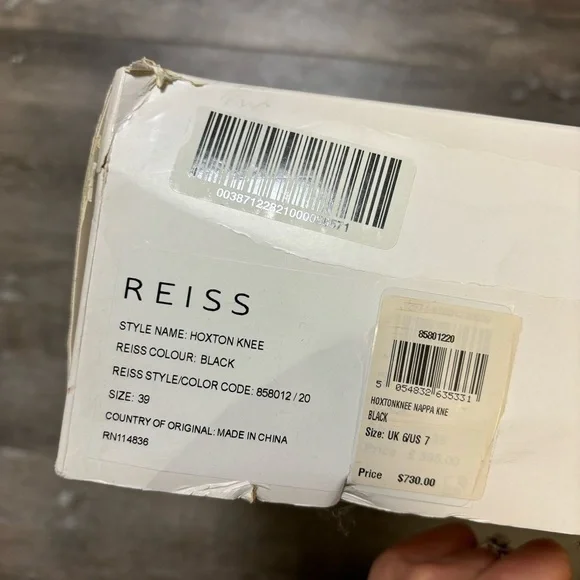 REISS
STYLE NAME: HOXTON KNEE
REISS COLOUR: BLACK
REISS STYLE/COLOR CODE: 858012 / 20
SIZE: 39
COUNTRY OF ORIGINAL: MADE IN CHINA
RN114836
85801220
5 054832 635331
HOXTONKNEE NAPPA KNE
BLACK
Size: UK 6/US 7
Price $730.00